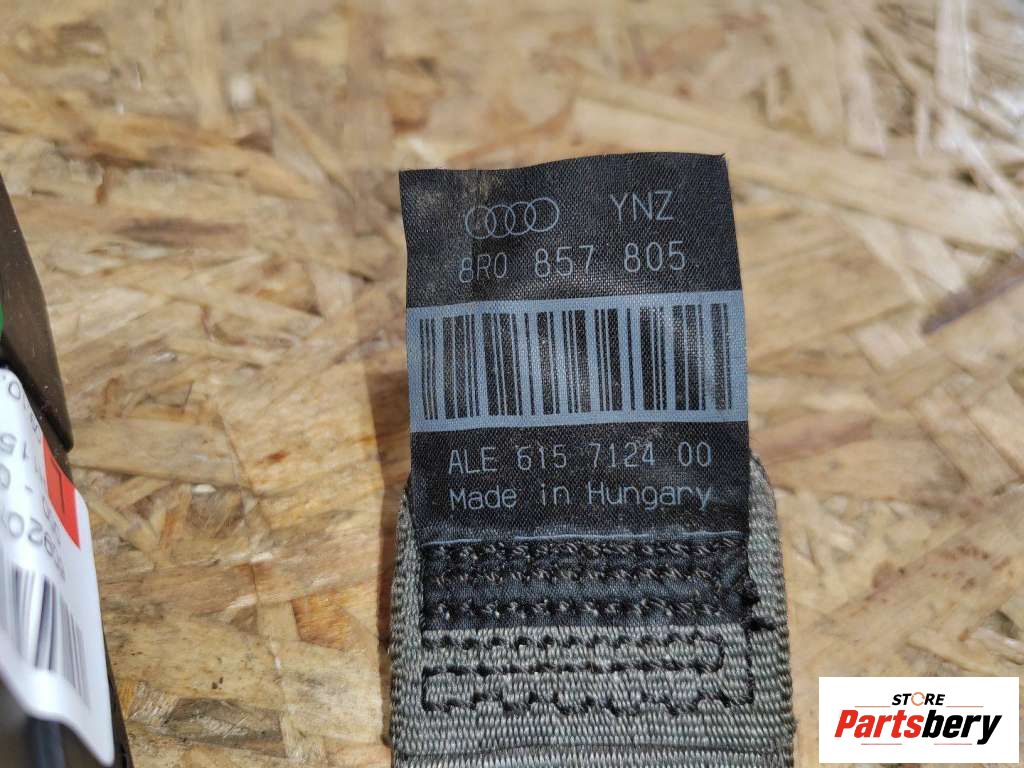 YNZ
8R0 857 805
ALE 615 7124 00
Made in Hungary
STORE
Partsbery